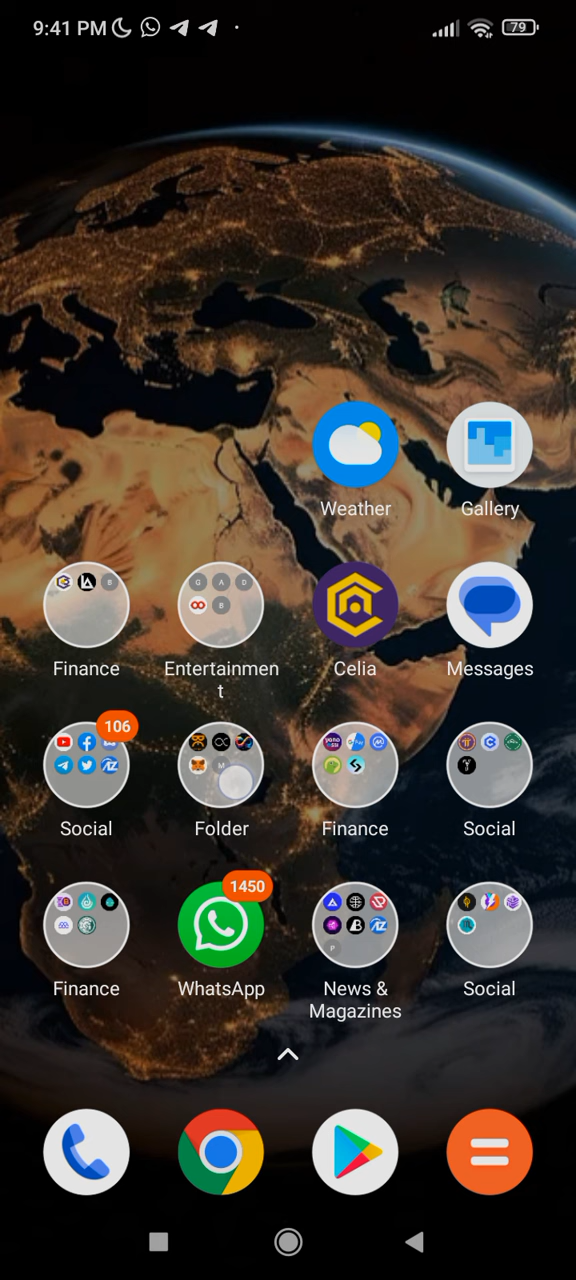 9:41 PM
79
Weather
Gallery
G A D
B
B
Finance
Entertainmen
t
Celia
Messages
106
M
Social
Folder
Finance
Social
1450
P
Finance
WhatsApp
News &
Magazines
Social